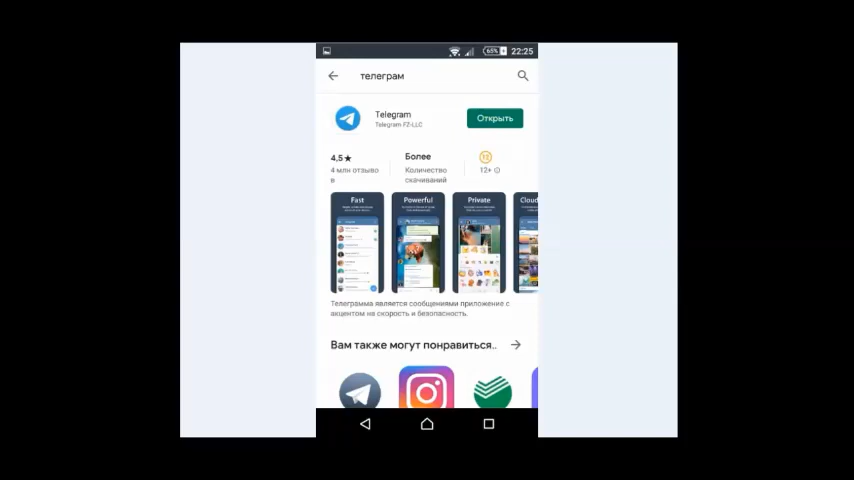 65% 22:25
телеграм
Telegram
Telegram FZ-LLC
Открыть
4,5★
4 млн отзыво
в
Более
Количество
скачиваний
12
12+
Fast
Powerful
Private
Cloud
Телеграмма является сообщениями приложение с
акцентом на скорость и безопасность.
Вам также могут понравиться..